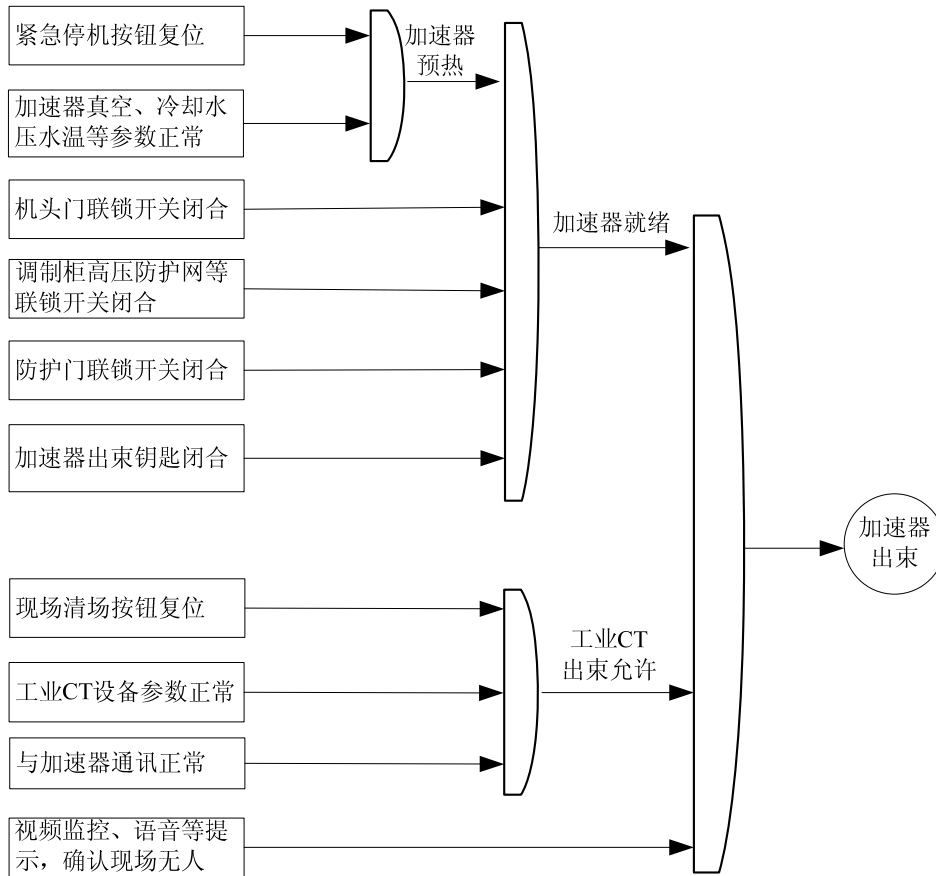 紧急停机按钮复位
加速器
预热
加速器真空、冷却水
压水温等参数正常
机头门联锁开关闭合
加速器就绪
调制柜高压防护网等
联锁开关闭合
防护门联锁开关闭合
加速器出束钥匙闭合
加速器
出束
现场清场按钮复位
工业CT
出束允许
工业CT设备参数正常
与加速器通讯正常
视频监控、语音等提
示，确认现场无人